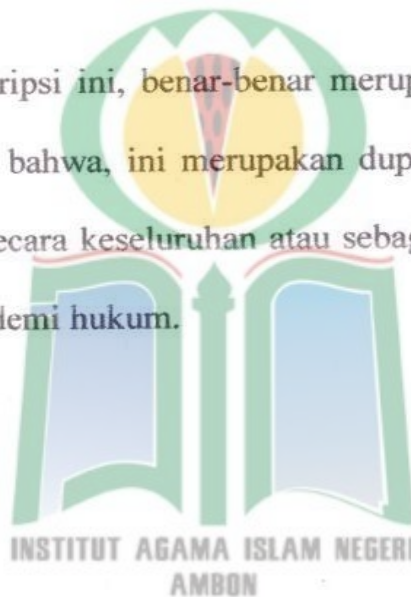 ripsi ini, benar-benar merup
bahwa, ini merupakan dup
ecara keseluruhan atau sebag
demi hukum.
INSTITUT AGAMA ISLAM NEGERI
AMBON